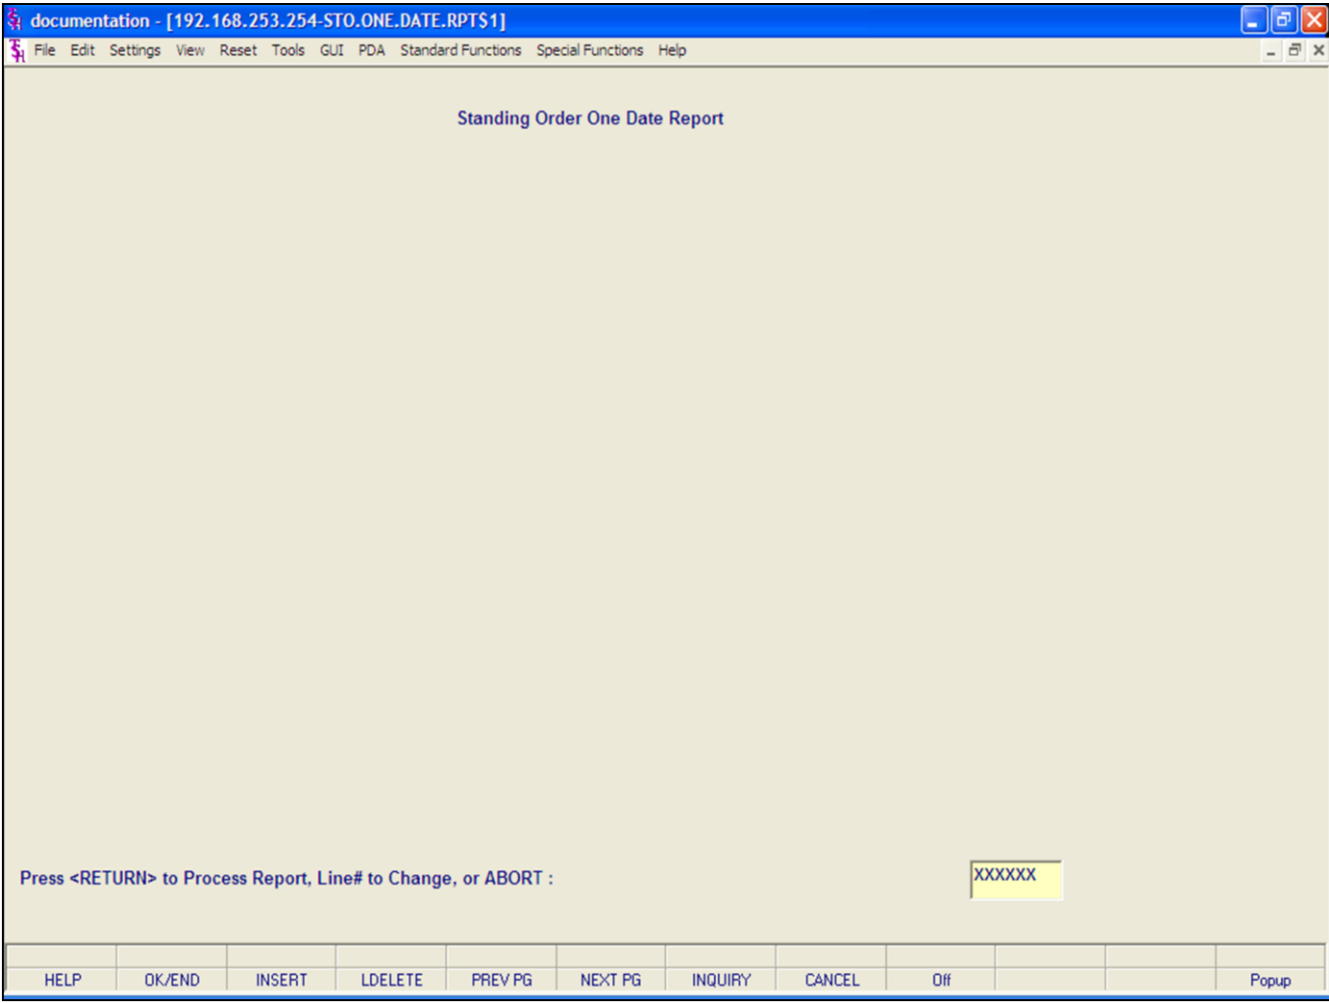 documentation - [192.168.253.254-STO.ONE.DATE.RPT$1]
File Edit Settings View Reset Tools GUI PDA Standard Functions Special Functions Help
Standing Order One Date Report
Press <RETURN> to Process Report, Line# to Change, or ABORT : XXXXXX
HELP OK/END INSERT LDELETE PREV PG NEXT PG INQUIRY CANCEL Off Popup